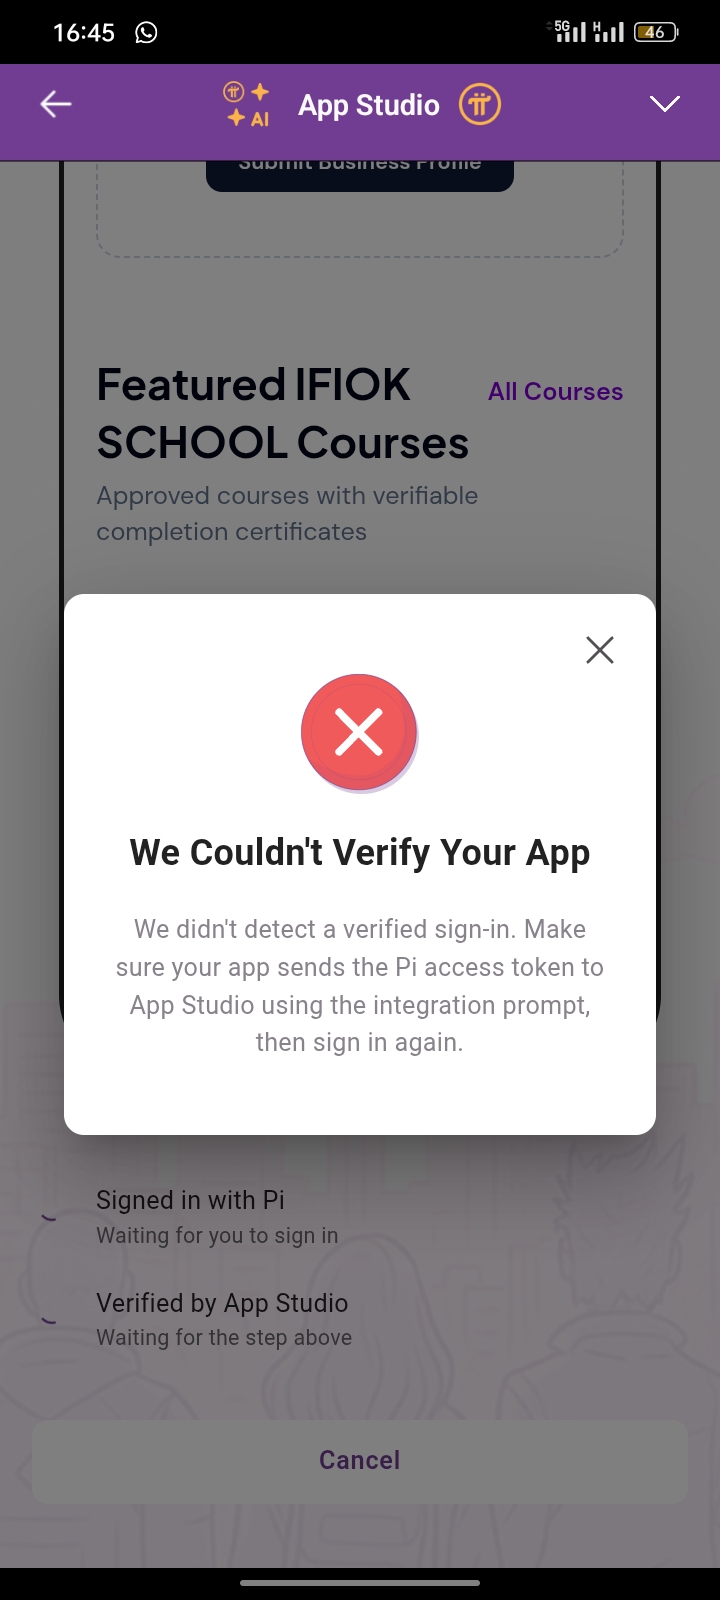 16:45
5G
H
46
AI
App Studio
Submit Business Profile
Featured IFIOK
SCHOOL Courses
All Courses
Approved courses with verifiable
completion certificates
We Couldn't Verify Your App
We didn't detect a verified sign-in. Make
sure your app sends the Pi access token to
App Studio using the integration prompt,
then sign in again.
Signed in with Pi
Waiting for you to sign in
Verified by App Studio
Waiting for the step above
Cancel